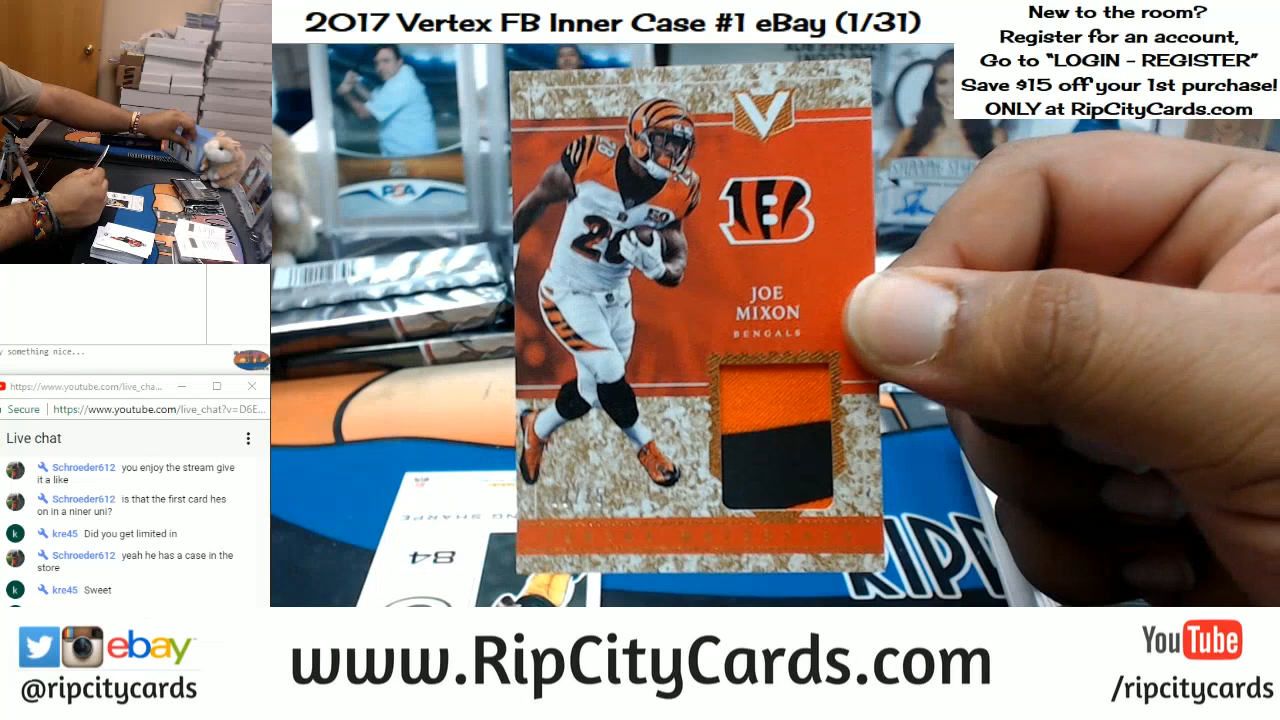 2017 Vertex FB Inner Case #1 eBay (1/31)
New to the room?
Register for an account,
Go to "LOGIN - REGISTER"
Save $15 off your 1st purchase!
ONLY at RipCityCards.com
PSA
V
B
28
JOE
MIXON
BENGALS
SHARPE
84
RIPP
y something nice...
https://www.youtube.com/live_cha...
Secure https://www.youtube.com/live_chat?v=D6E...
Live chat
Schroeder612 you enjoy the stream give
it a like
Schroeder612 is that the first card hes
on in a niner uni?
k kre45 Did you get limited in
Schroeder612 yeah he has a case in the
store
k kre45 Sweet
ebay
@ripcitycards
www.RipCityCards.com
YouTube
/ripcitycards